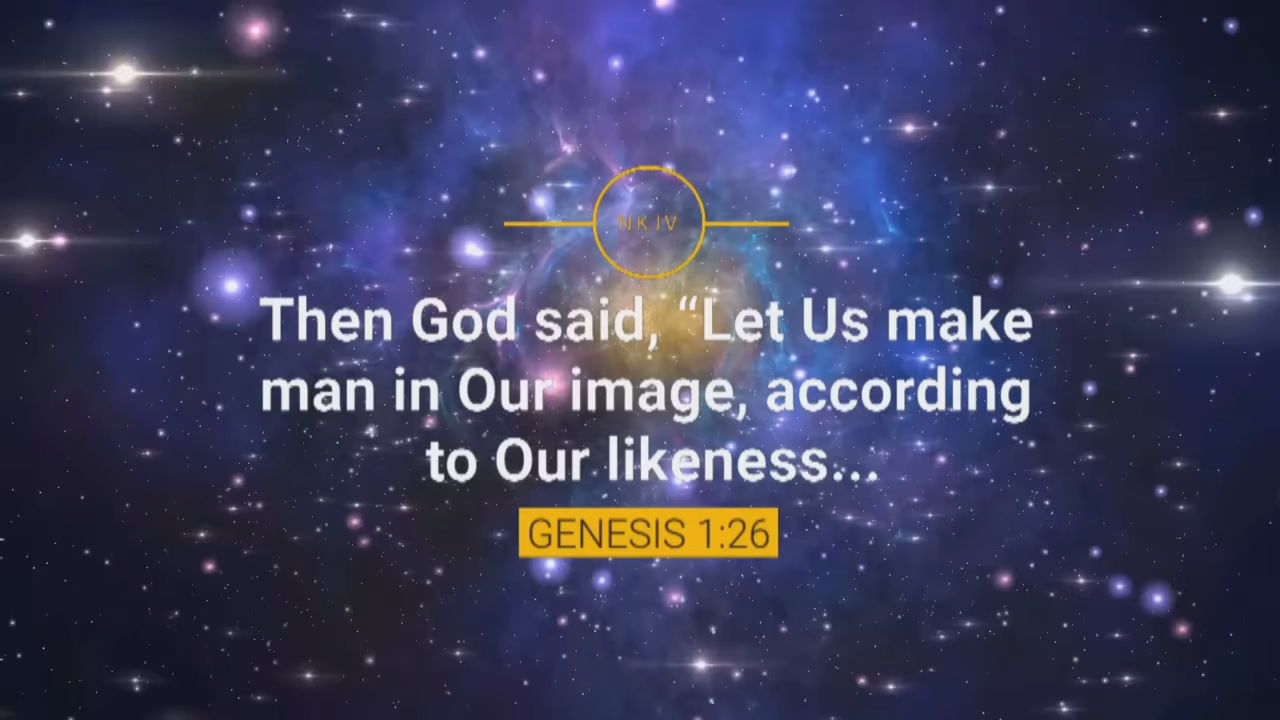 NKJV
Then God said, “Let Us make
man in Our image, according
to Our likeness...
GENESIS 1:26